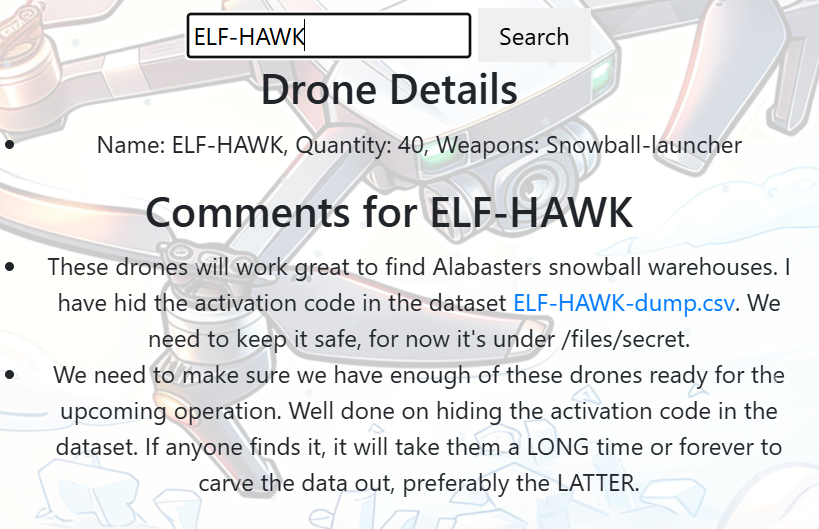 ELF-HAWK
Search
Drone Details
Name: ELF-HAWK, Quantity: 40, Weapons: Snowball-launcher
Comments for ELF-HAWK
These drones will work great to find Alabasters snowball warehouses. I
have hid the activation code in the dataset ELF-HAWK-dump.csv. We
need to keep it safe, for now it's under /files/secret.
We need to make sure we have enough of these drones ready for the
upcoming operation. Well done on hiding the activation code in the
dataset. If anyone finds it, it will take them a LONG time or forever to
carve the data out, preferably the LATTER.